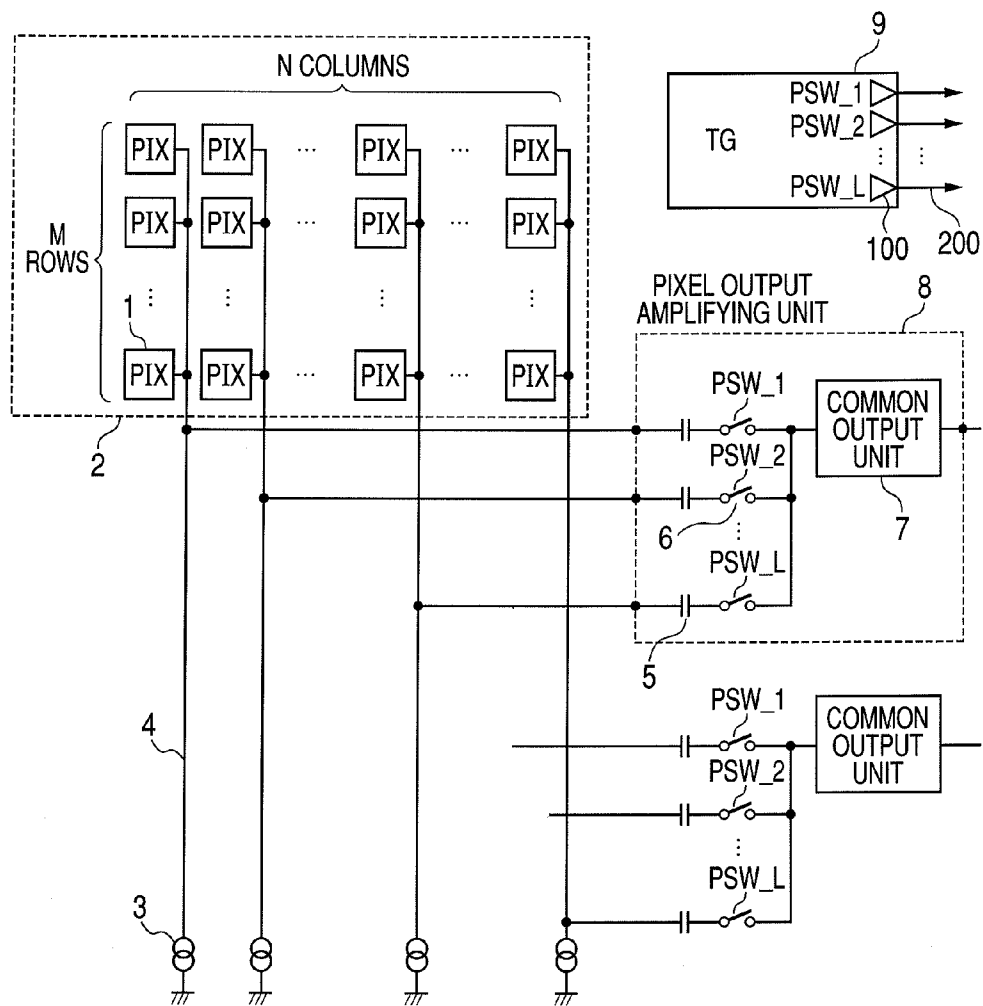 9
N COLUMNS
PSW_1
PSW_2
TG
... ...
PSW_L
100 200
PIX PIX ... PIX ... PIX
PIX PIX ... PIX ... PIX
M
ROWS
... ... ... ...
1
PIX PIX ... PIX ... PIX
2
PIXEL OUTPUT
AMPLIFYING UNIT
8
PSW_1
COMMON
OUTPUT
UNIT
7
PSW_2
6
...
PSW_L
5
4
PSW_1
COMMON
OUTPUT
UNIT
PSW_2
...
PSW_L
3